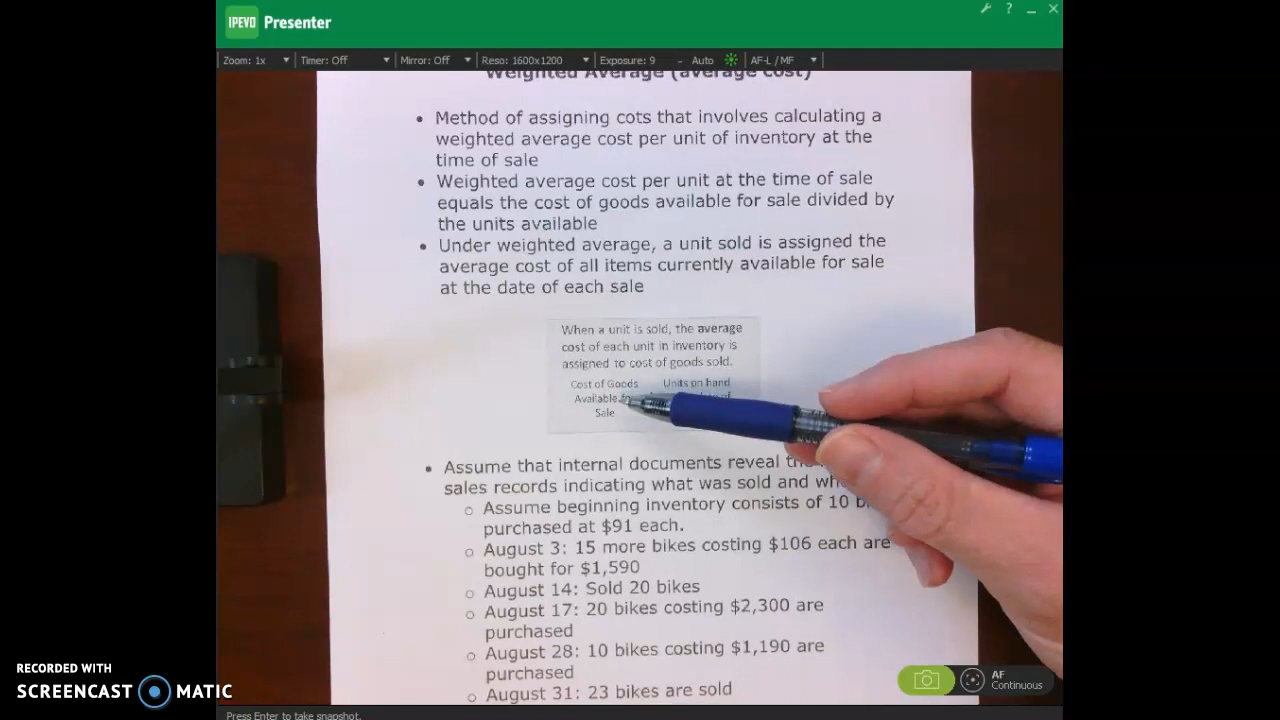 IPEVO Presenter
Zoom: 1x Timer: Off Mirror: Off Reso: 1600x1200 Exposure: 9 - Auto AF-L / MF
Weighted Average (average cost)
• Method of assigning cots that involves calculating a
weighted average cost per unit of inventory at the
time of sale
• Weighted average cost per unit at the time of sale
equals the cost of goods available for sale divided by
the units available
• Under weighted average, a unit sold is assigned the
average cost of all items currently available for sale
at the date of each sale
When a unit is sold, the average
cost of each unit in inventory is
assigned to cost of goods sold.
Cost of Goods Units on hand
Available
Sale
• Assume that internal documents reveal
sales records indicating what was sold and
o Assume beginning inventory consists of 10
purchased at $91 each.
o August 3: 15 more bikes costing $106 each are
bought for $1,590
o August 14: Sold 20 bikes
o August 17: 20 bikes costing $2,300 are
purchased
o August 28: 10 bikes costing $1,190 are
purchased
o August 31: 23 bikes are sold
AF
Continuous
RECORDED WITH
SCREENCAST MATIC
Press Enter to take snapshot.